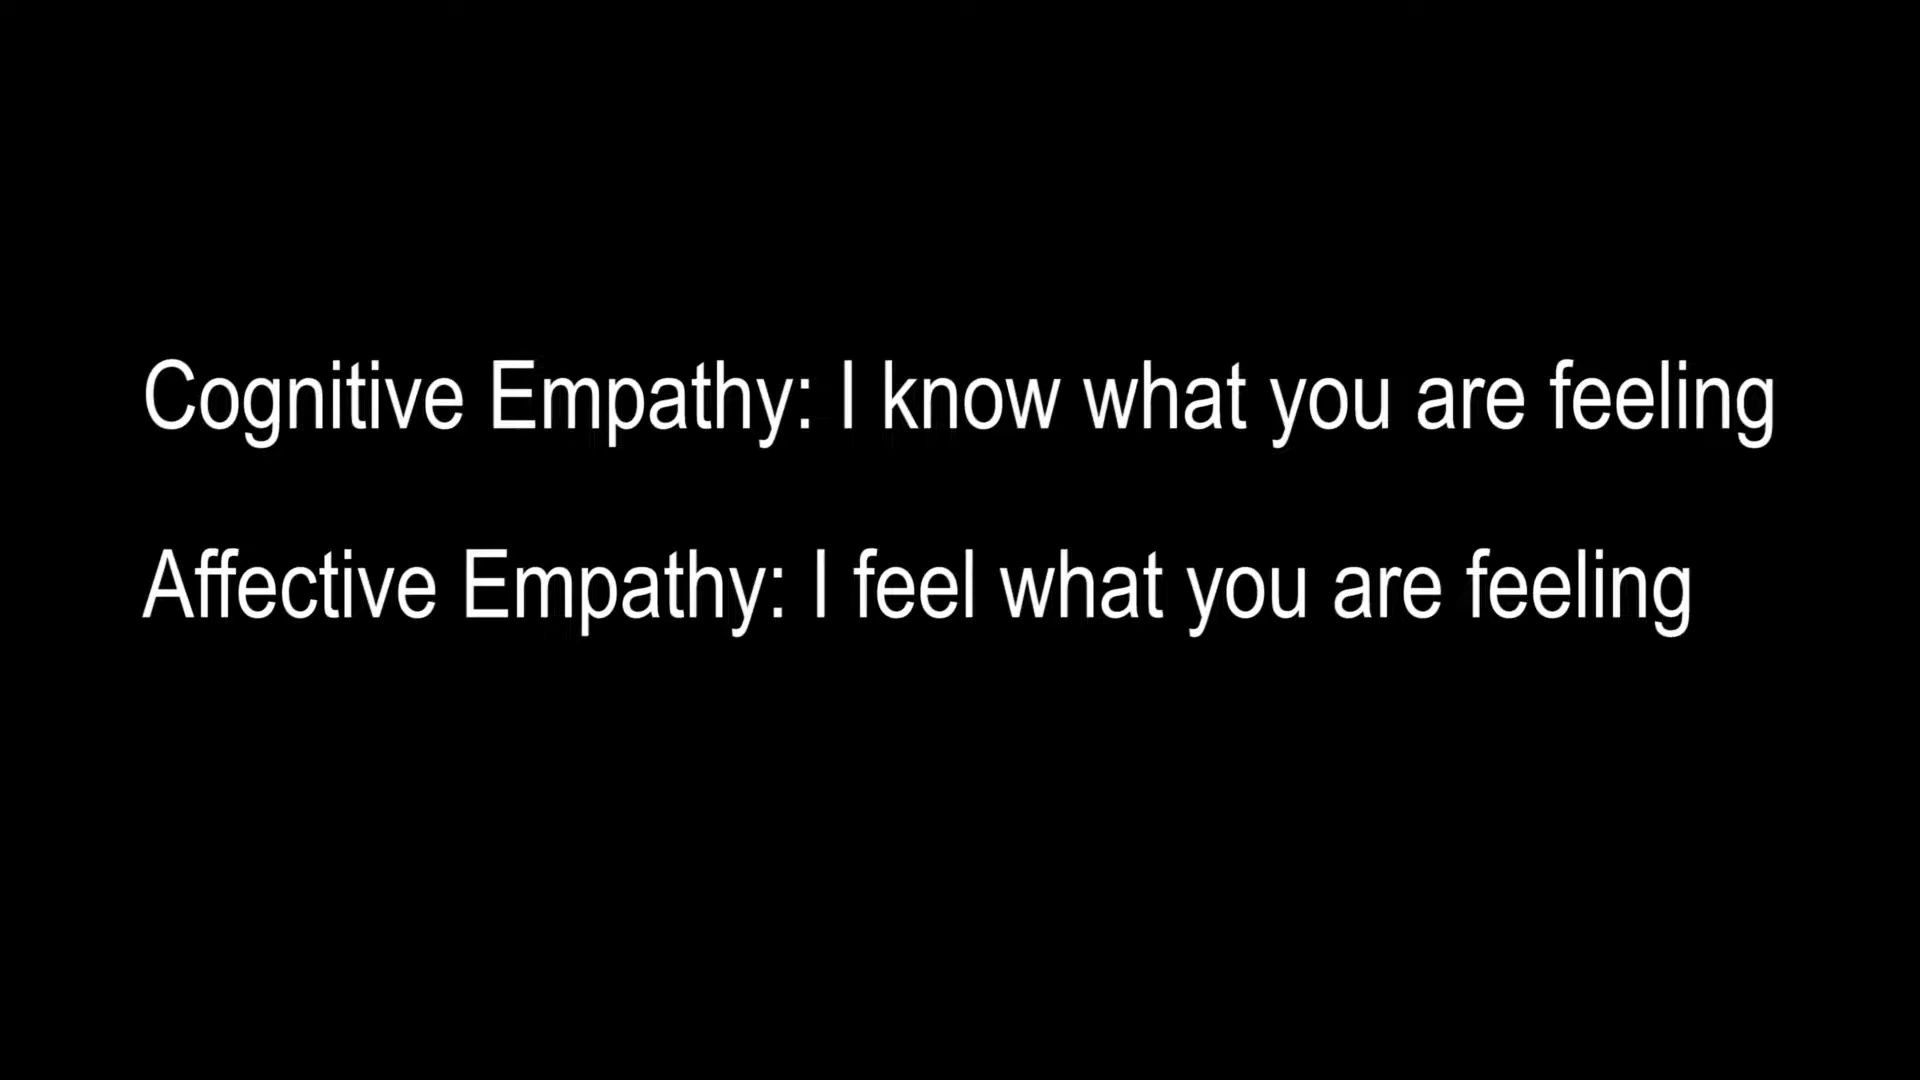 Cognitive Empathy: I know what you are feeling
Affective Empathy: I feel what you are feeling